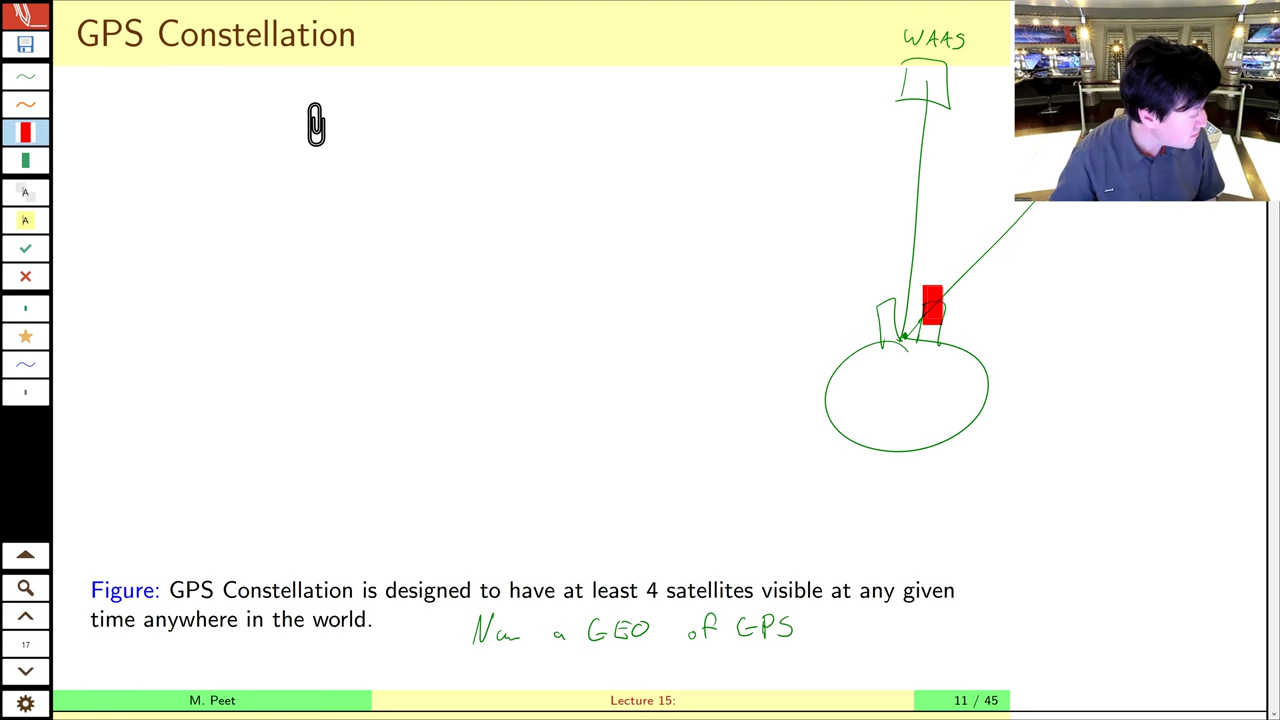 GPS Constellation
WAAS
A
A
17
Figure: GPS Constellation is designed to have at least 4 satellites visible at any given
time anywhere in the world.
a GEO of GPS
M. Peet
Lecture 15:
11 / 45